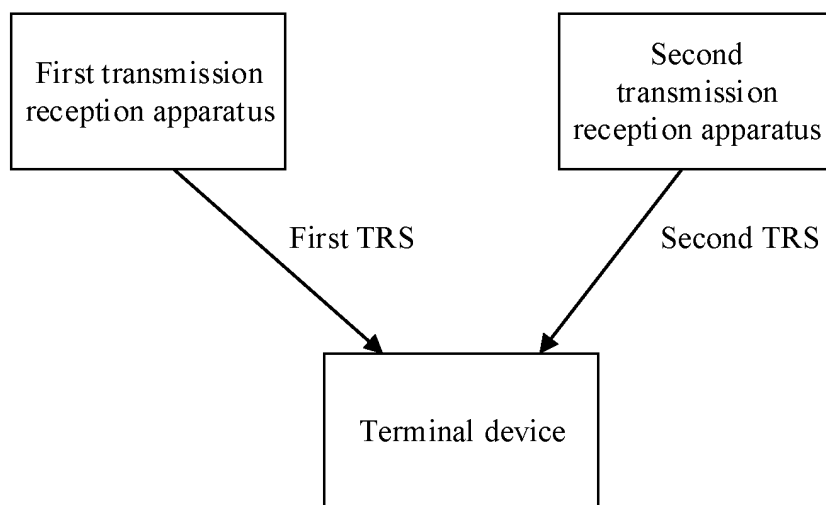 First transmission
reception apparatus
Second
transmission
reception apparatus
First TRS
Second TRS
Terminal device